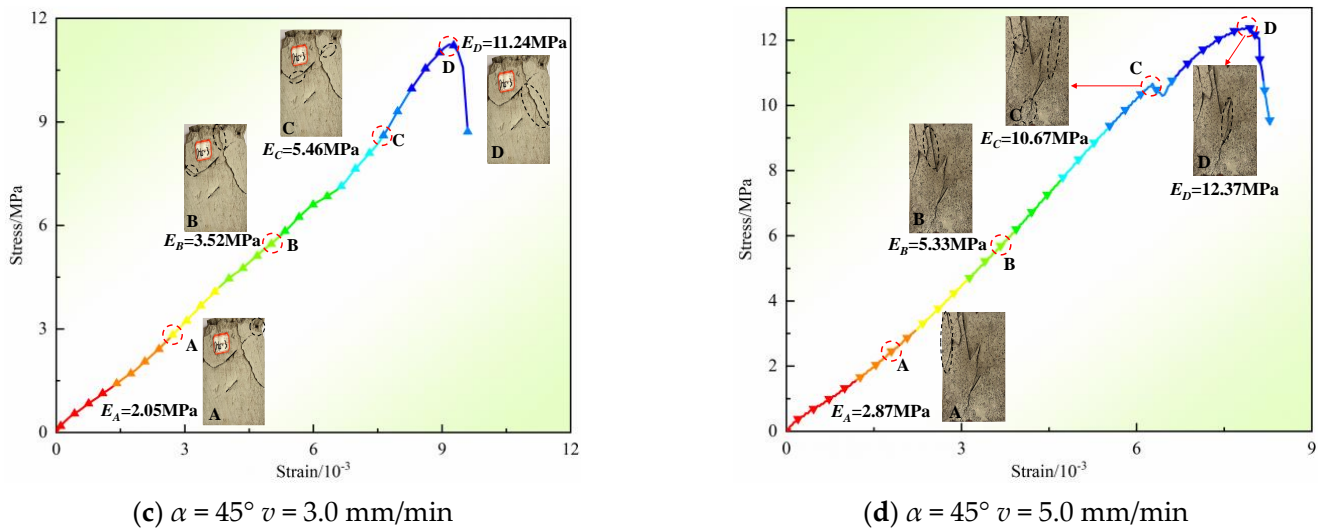 12
9
6
3
0
Stress/MPa
0
3
6
9
12
Strain/10⁻³
A
B
C
D
A
B
C
D
E_A=2.05MPa
E_B=3.52MPa
E_C=5.46MPa
E_D=11.24MPa
(c) α = 45° v = 3.0 mm/min
12
10
8
6
4
2
0
Stress/MPa
0
3
6
9
Strain/10⁻³
A
B
C
D
A
B
C
D
E_A=2.87MPa
E_B=5.33MPa
E_C=10.67MPa
E_D=12.37MPa
(d) α = 45° v = 5.0 mm/min